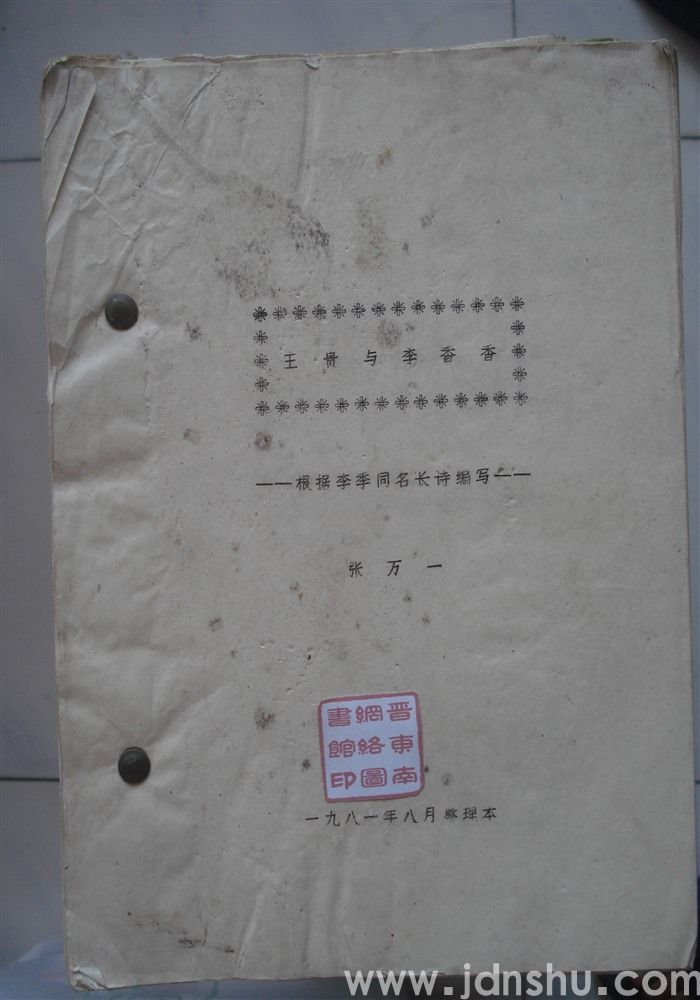 王贵与李香香
——根据李季同名长诗编写——
张万一
晋東南
網絡圖
書館印
一九八一年八月整理本
www.jdnshu.com